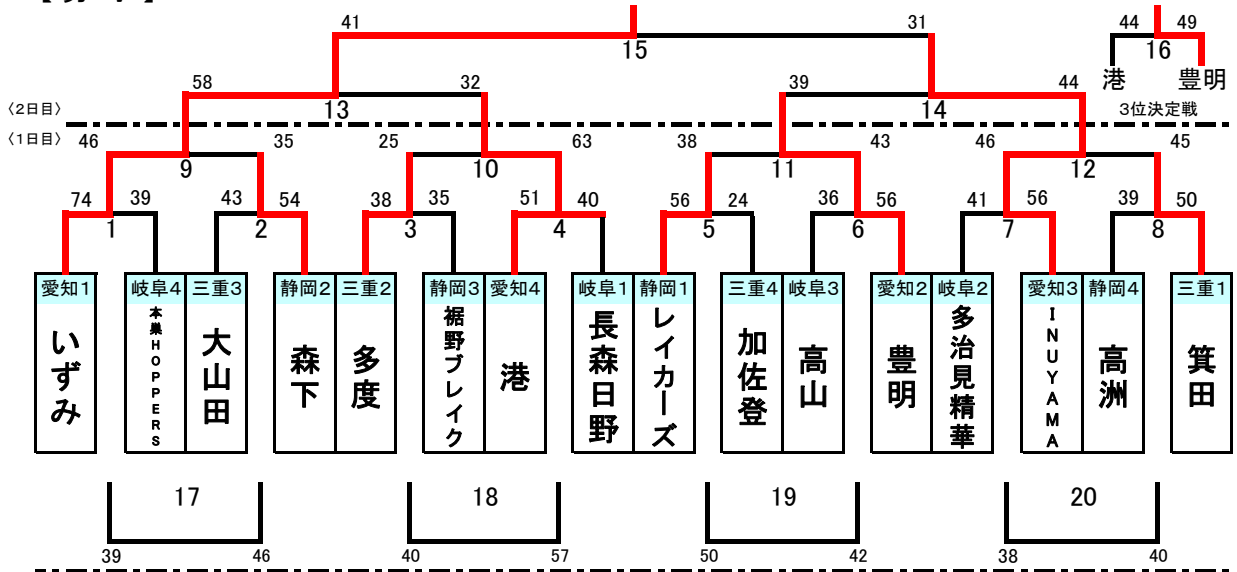 41 15 31
44 16 49
港 豊明
3位決定戦
58 13 32
39 14 44
〈2日目〉
〈1日目〉
46 9 35
25 10 63
38 11 43
46 12 45
74 1 39
43 2 54
38 3 35
51 4 40
56 5 24
36 6 56
41 7 56
39 8 50
愛知1 岐阜4 三重3 静岡2 三重2 静岡3 愛知4 岐阜1 静岡1 三重4 岐阜3 愛知2 岐阜2 愛知3 静岡4 三重1
いずみ
本巣HOPPERS
大山田
森下
多度
裾野ブレイク
港
長森日野
レイカーズ
加佐登
高山
豊明
多治見精華
INUYAMA
高洲
箕田
17 18 19 20
39 46 40 57 50 42 38 40